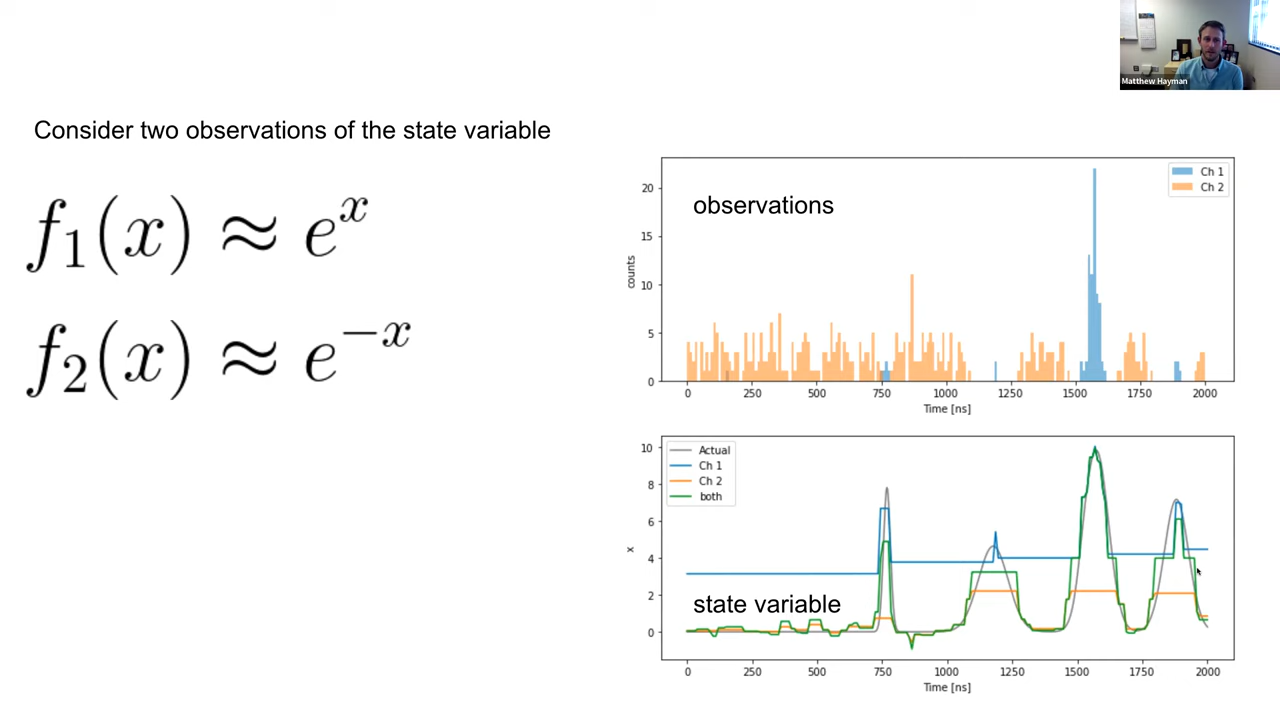 Matthew Hayman
Consider two observations of the state variable
f₁(x) ≈ eˣ
f₂(x) ≈ e⁻ˣ
observations
Ch 1
Ch 2
counts
20
15
10
5
0
0 250 500 750 1000 1250 1500 1750 2000
Time [ns]
state variable
Actual
Ch 1
Ch 2
both
x
10
8
6
4
2
0
0 250 500 750 1000 1250 1500 1750 2000
Time [ns]